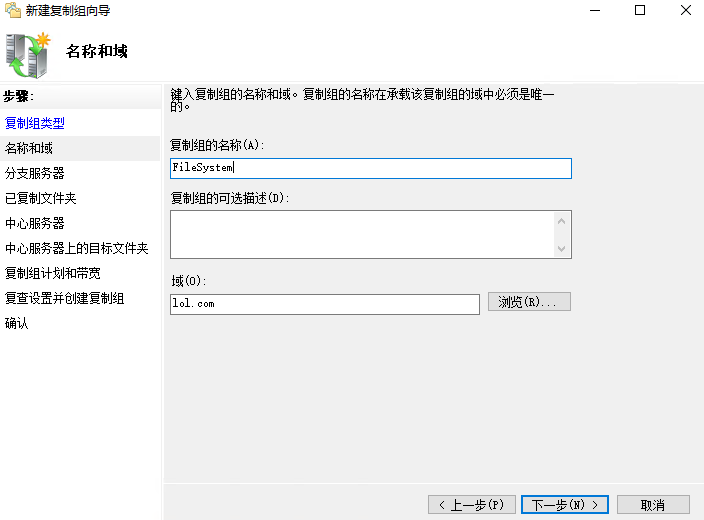 新建复制组向导
名称和域
步骤:
复制组类型
名称和域
分支服务器
已复制文件夹
中心服务器
中心服务器上的目标文件夹
复制组计划和带宽
复查设置并创建复制组
确认
键入复制组的名称和域。复制组的名称在承载该复制组的域中必须是唯一
的。
复制组的名称(A):
FileSystem
复制组的可选描述(D):
域(O):
lol.com
浏览(R)...
< 上一步(P)
下一步(N) >
取消